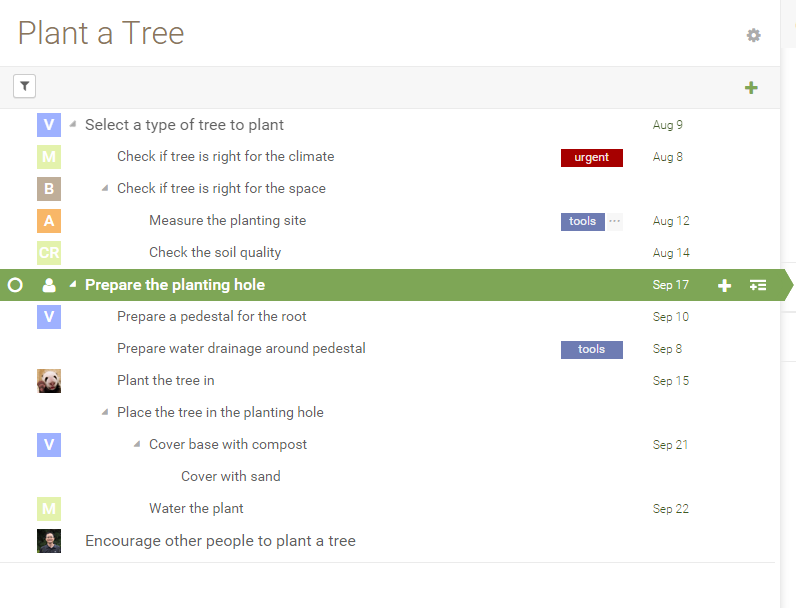 Plant a Tree
V Select a type of tree to plant Aug 9
M Check if tree is right for the climate urgent Aug 8
B Check if tree is right for the space
A Measure the planting site tools ... Aug 12
CR Check the soil quality Aug 14
Prepare the planting hole Sep 17
V Prepare a pedestal for the root Sep 10
Prepare water drainage around pedestal tools Sep 8
Plant the tree in Sep 15
Place the tree in the planting hole
V Cover base with compost Sep 21
Cover with sand
M Water the plant Sep 22
Encourage other people to plant a tree